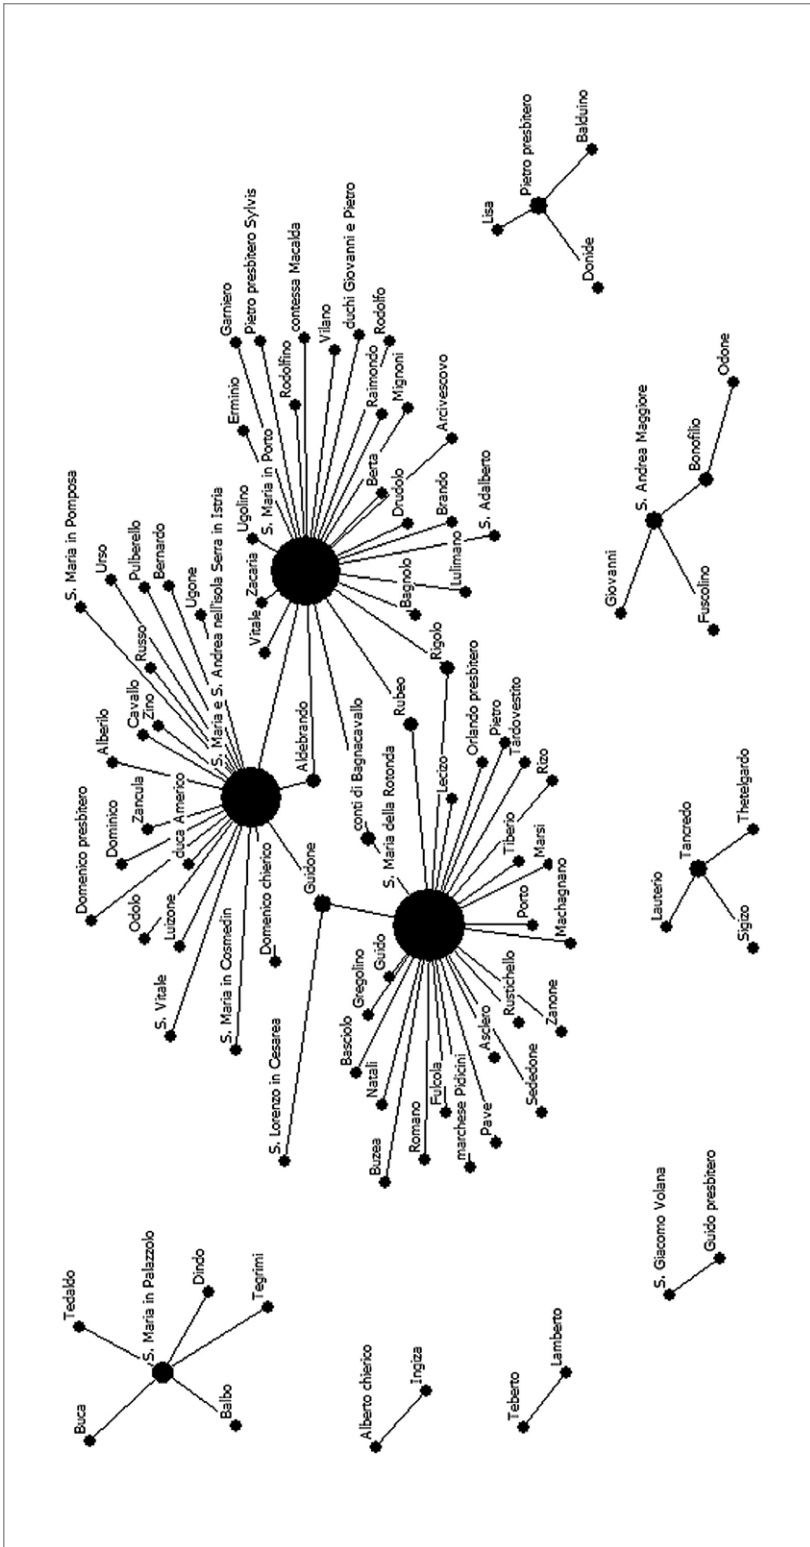 Tedaldo
S. Maria in Palazzolo
Buca
Dindo
Tegrimi
Balbo
Alberto chierico
Ingiza
Teberto
Lamberto
S. Giacomo Volana
Guido presbitero
Lauterio
Tancredo
Thetelgardo
Sigizo
Giovanni
S. Andrea Maggiore
Bonofilio
Odone
Fuscolino
Lisa
Pietro presbitero
Balduino
Donide
S. Maria in Pomposa
Urso
Pulberello
Bernardo
Ugone
Russo
S. Maria e S. Andrea nell'isola Serra in Istria
Cavallo
Zino
Alberilo
Zancula
duca Americo
Dominico
Domenico presbitero
Odolo
Luizone
S. Vitale
S. Maria in Cosmedin
Domenico chierico
Guidone
S. Lorenzo in Cesarea
Aldebrando
conti di Bagnacavallo
Rubeo
Rigolo
Vitale
Zacaria
Ugolino
S. Maria in Porto
Erminio
Garniero
Pietro presbitero Sylvis
Rodolfino
contessa Macalda
Vilano
duchi Giovanni e Pietro
Rodolfo
Raimondo
Mignoni
Arcivescovo
Berta
Drudolo
Brando
S. Adalberto
Lulimano
Bagnolo
S. Maria della Rotonda
Lecizo
Orlando presbitero
Pietro
Tardovestito
Rizo
Tiberio
Marsi
Porto
Machagnano
Guido
Gregolino
Basciolo
Natali
Buzea
Romano
Fulcola
marchese Pidicini
Pave
Asclero
Sededone
Rustichello
Zanone